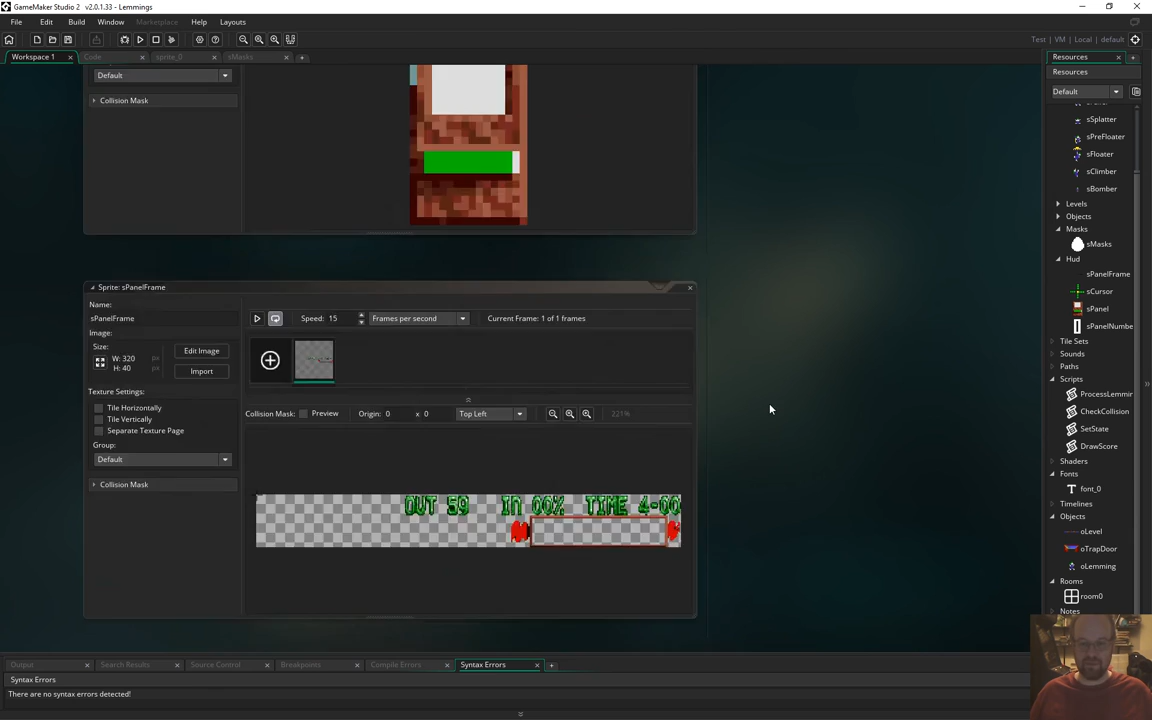 GameMaker Studio 2 v2.0.1.33 - Lemmings
File Edit Build Window Marketplace Help Layouts
Test | VM | Local | default
Workspace 1 Code sprite_0 sMasks
Resources
Resources
Default
Default
Collision Mask
sSplatter
sPreFloater
sFloater
sClimber
sBomber
Levels
Objects
Masks
sMasks
Hud
sPanelFrame
sCursor
sPanel
sPanelNumbe
Tile Sets
Sounds
Paths
Scripts
ProcessLemmin
CheckCollision
SetState
DrawScore
Shaders
Fonts
font_0
Timelines
Objects
oLevel
oTrapDoor
oLemming
Rooms
room0
Notes
Sprite: sPanelFrame
Name:
sPanelFrame
Image:
Size:
W: 320 px
H: 40 px
Edit Image
Import
Texture Settings:
Tile Horizontally
Tile Vertically
Separate Texture Page
Group:
Default
Collision Mask
Speed: 15 Frames per second Current Frame: 1 of 1 frames
Collision Mask: Preview Origin: 0 x 0 Top Left 221%
OUT 59 IN 00% TIME 4-00
Output Search Results Source Control Breakpoints Compile Errors Syntax Errors
Syntax Errors
There are no syntax errors detected!